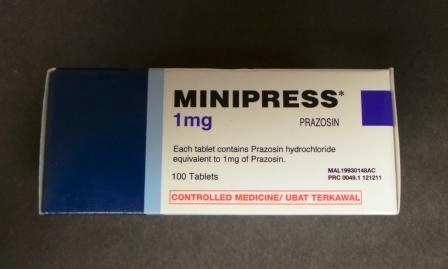 MINIPRESS*
1mg PRAZOSIN
Each tablet contains Prazosin hydrochloride
equivalent to 1mg of Prazosin.
MAL19930148AC
100 Tablets PRC 0049.1 121211
CONTROLLED MEDICINE/ UBAT TERKAWAL